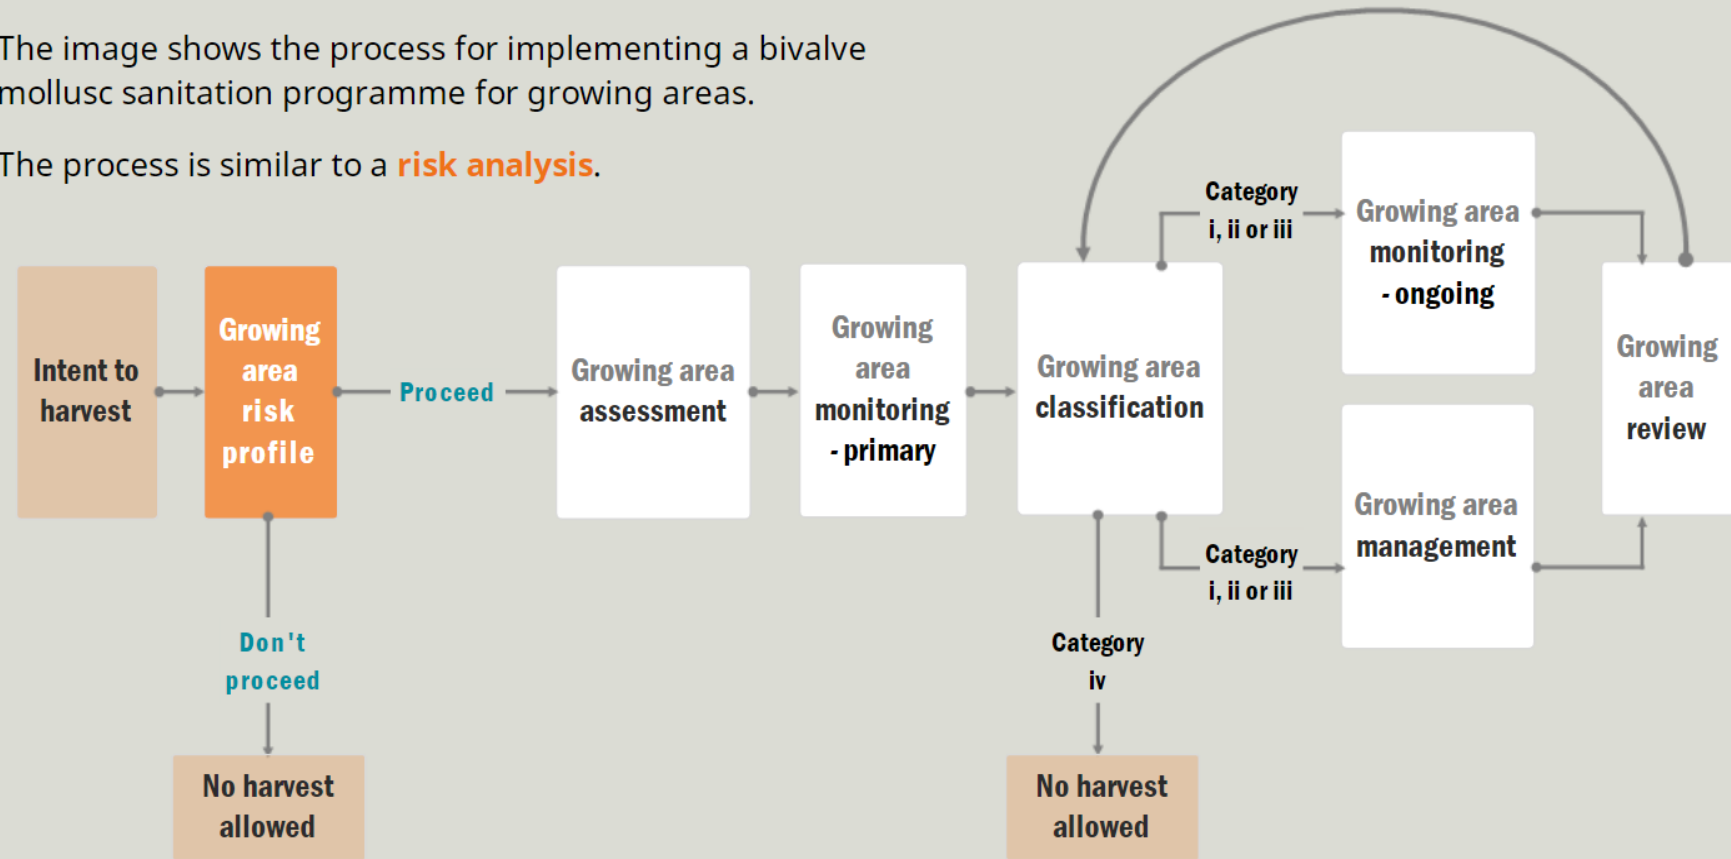 The image shows the process for implementing a bivalve
mollusc sanitation programme for growing areas.
The process is similar to a risk analysis.
Intent to
harvest
Growing
area
risk
profile
Proceed
Don't
proceed
No harvest
allowed
Growing area
assessment
Growing
area
monitoring
- primary
Growing area
classification
Category
iv
No harvest
allowed
Category
i, ii or iii
Growing area
monitoring
- ongoing
Category
i, ii or iii
Growing area
management
Growing
area
review